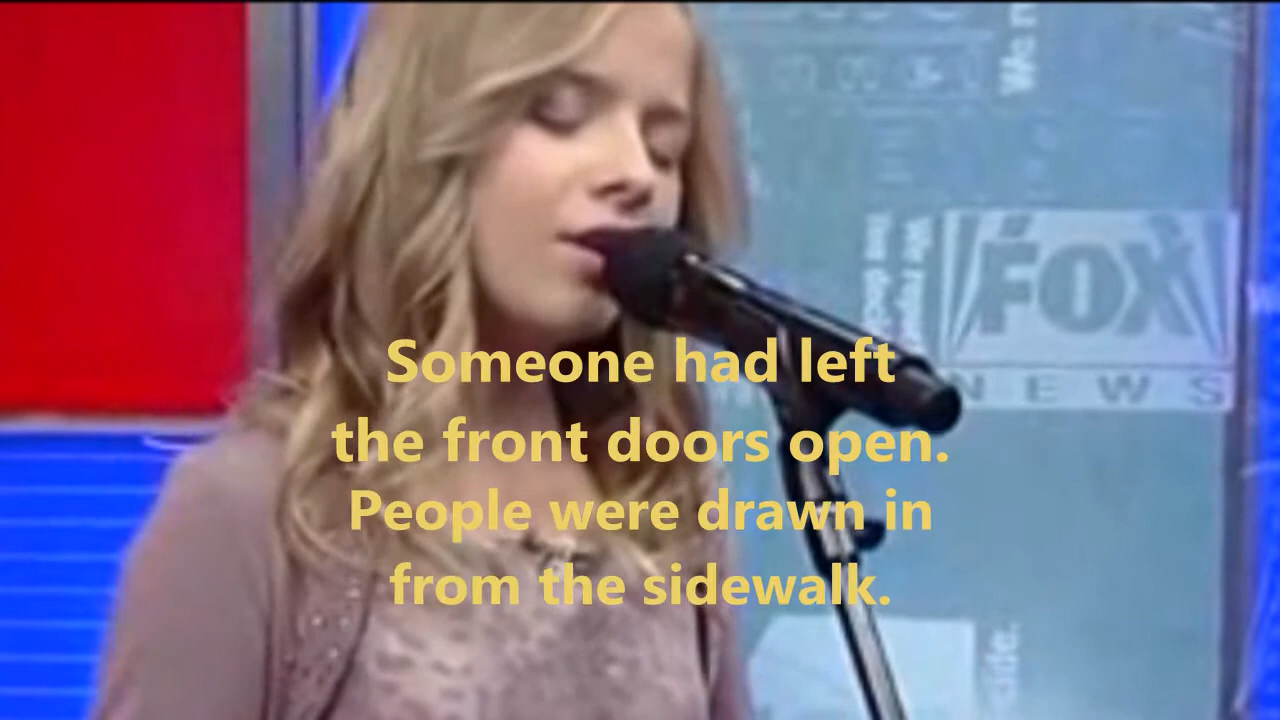 FOX
NEWS
Someone had left
the front doors open.
People were drawn in
from the sidewalk.